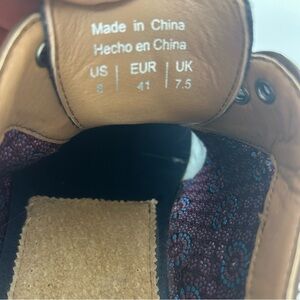 Made in China
Hecho en China
US EUR UK
8 41 7.5